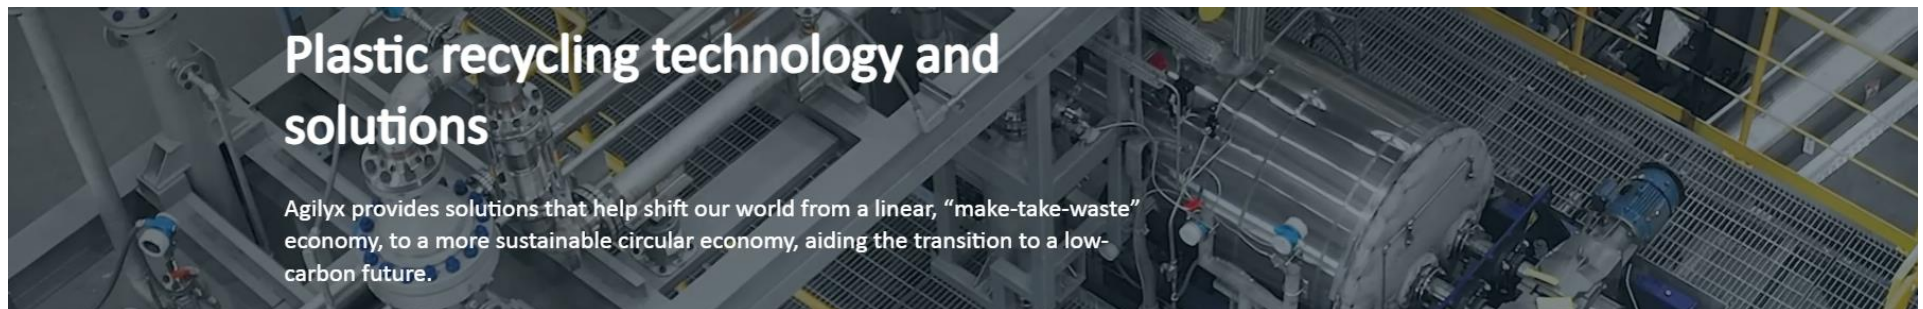 Plastic recycling technology and
solutions
Agilyx provides solutions that help shift our world from a linear, “make-take-waste”
economy, to a more sustainable circular economy, aiding the transition to a low-
carbon future.